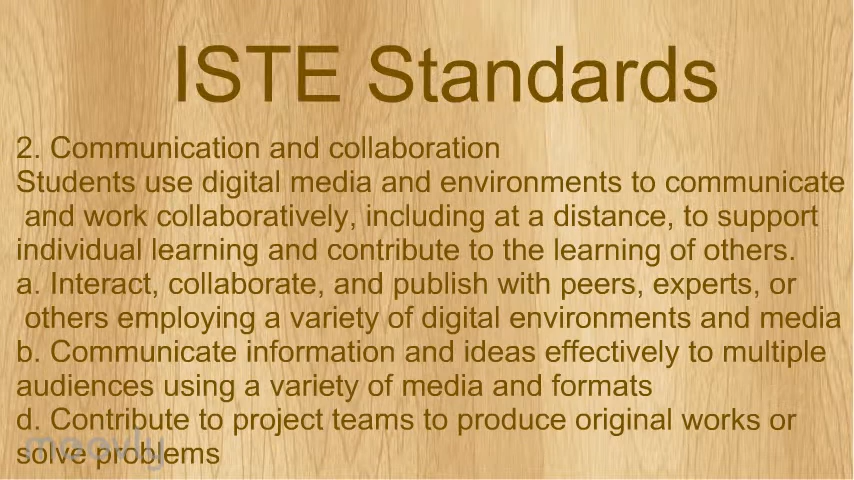 ISTE Standards
2. Communication and collaboration
Students use digital media and environments to communicate
and work collaboratively, including at a distance, to support
individual learning and contribute to the learning of others.
a. Interact, collaborate, and publish with peers, experts, or
others employing a variety of digital environments and media
b. Communicate information and ideas effectively to multiple
audiences using a variety of media and formats
d. Contribute to project teams to produce original works or
solve problems
moovly